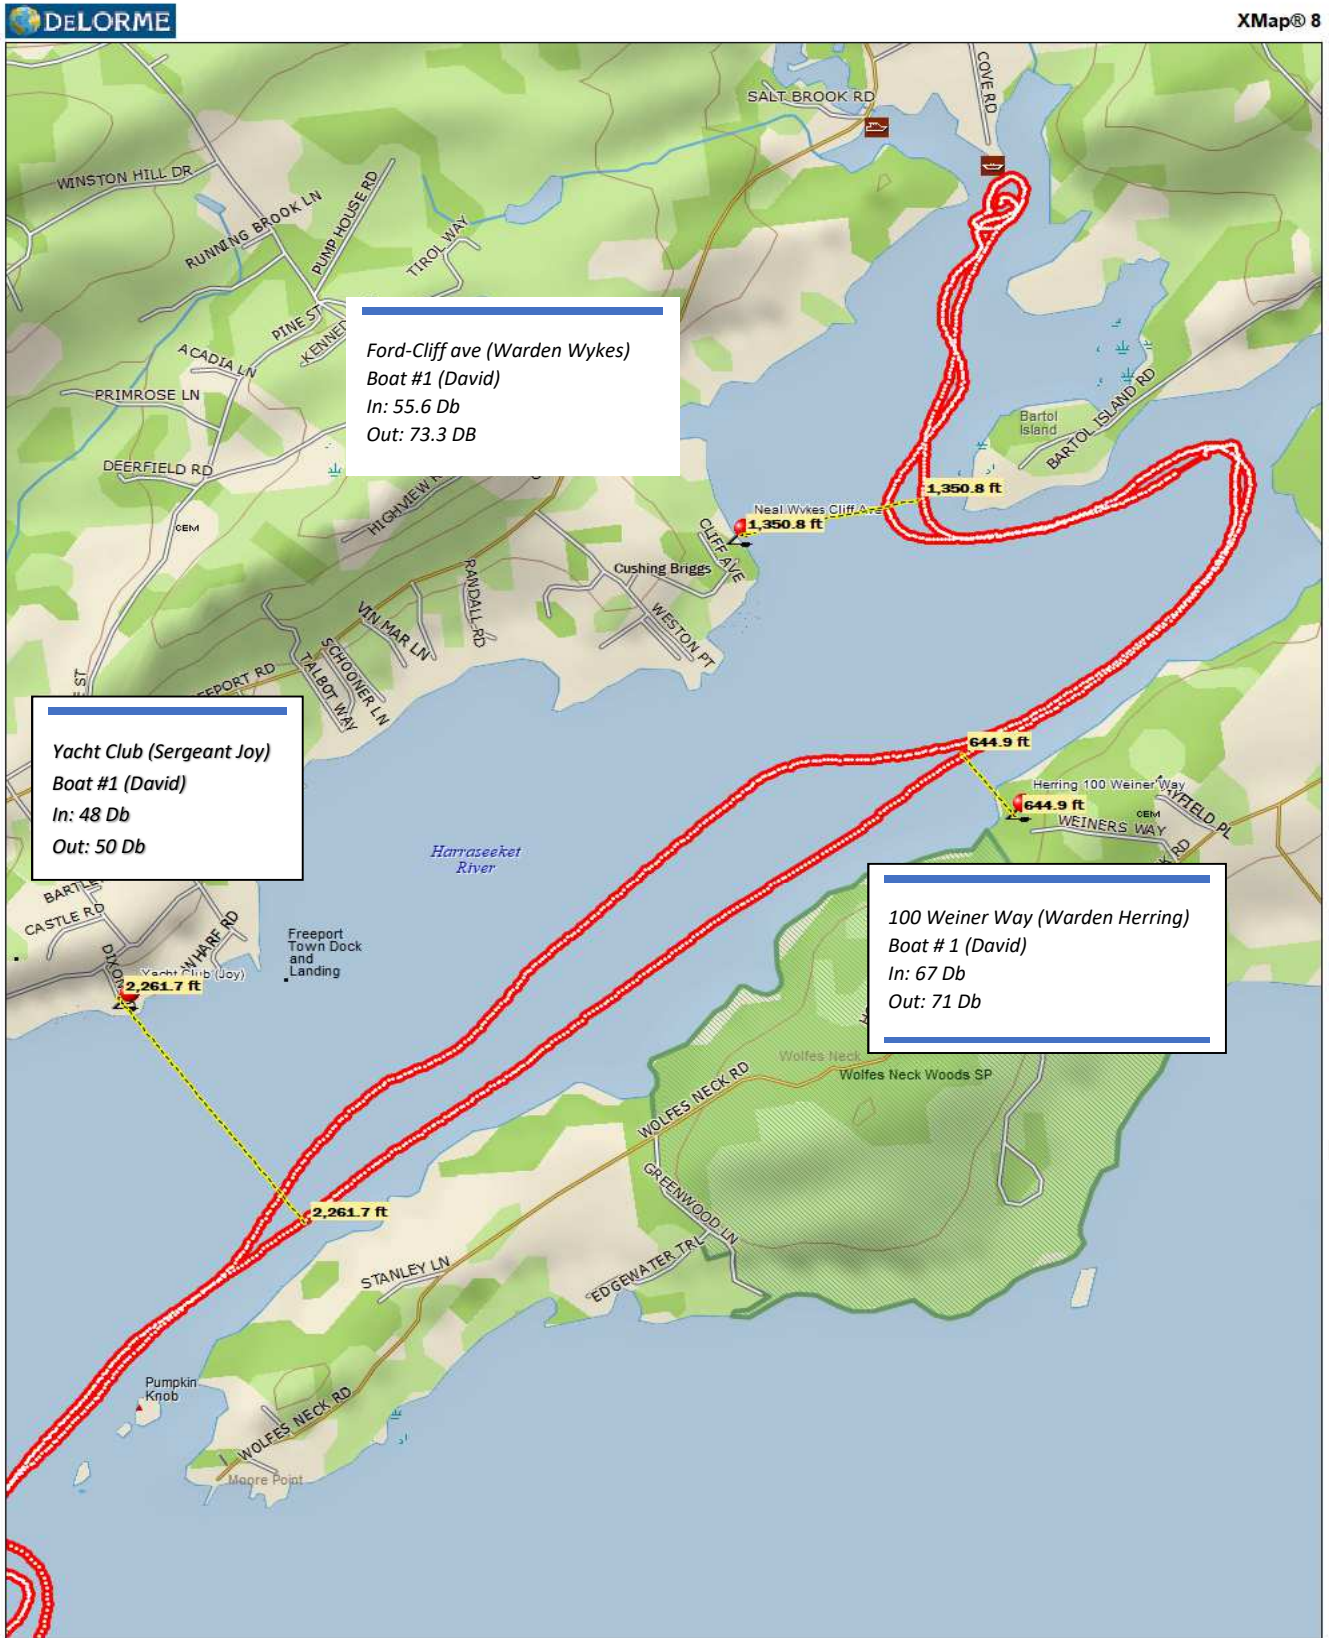 DELORME
XMap® 8
SALT BROOK RD
COVE RD
WINSTON HILL DR
RUNNING BROOK LN
PUMP HOUSE RD
TIROL WAY
PINE ST
ACADIA LN
PRIMROSE LN
DEERFIELD RD
CEM
Ford-Cliff ave (Warden Wykes)
Boat #1 (David)
In: 55.6 Db
Out: 73.3 DB
Bartol
Island
BARTOL ISLAND RD
1,350.8 ft
Neal Wykes Cliff Ave
1,350.8 ft
CLIFF AVE
Cushing Briggs
WESTON PT
RANDALL RD
VIN MAR LN
SCHOONER LN
TALBOT WAY
Yacht Club (Sergeant Joy)
Boat #1 (David)
In: 48 Db
Out: 50 Db
644.9 ft
Herring 100 Weiner Way
644.9 ft
CEM
WEINERS WAY
Harraseeket
River
100 Weiner Way (Warden Herring)
Boat # 1 (David)
In: 67 Db
Out: 71 Db
CASTLE RD
WHARF RD
Freeport
Town Dock
and
Landing
Yacht Club (Joy)
2,261.7 ft
Wolfes Neck
Wolfes Neck Woods SP
WOLFES NECK RD
GREENWOOD LN
EDGEWATER TRL
2,261.7 ft
STANLEY LN
Pumpkin
Knob
WOLFES NECK RD
Moore Point